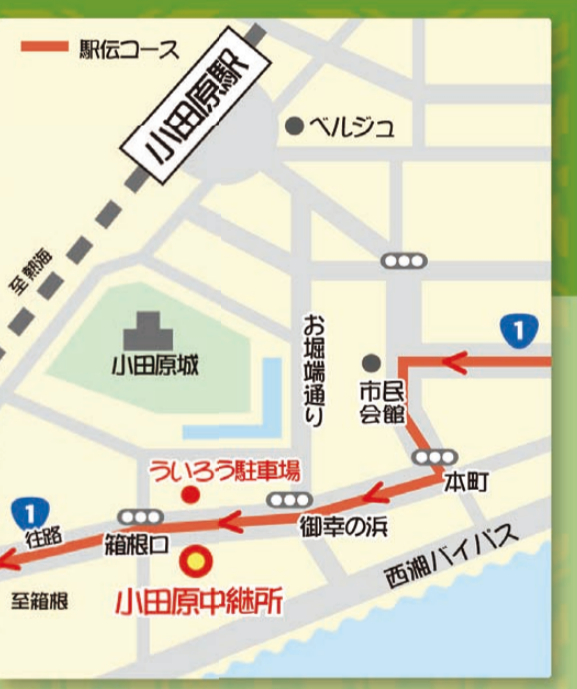 駅伝コース
小田原駅
ベルジュ
至熱海
小田原城
お堀端通り
市民
会館
1
ういろう駐車場
本町
1
往路
箱根口
御幸の浜
西湘バイパス
至箱根
小田原中継所